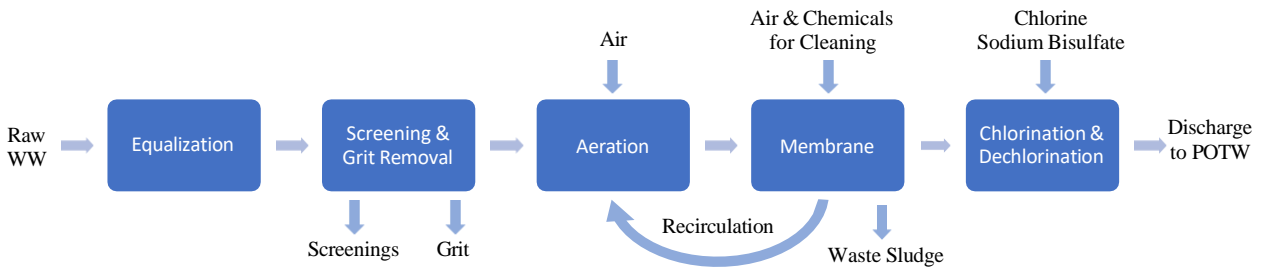 Raw
WW
Equalization
Screening &
Grit Removal
Screenings
Grit
Air
Aeration
Recirculation
Air & Chemicals
for Cleaning
Membrane
Waste Sludge
Chlorine
Sodium Bisulfate
Chlorination &
Dechlorination
Discharge
to POTW